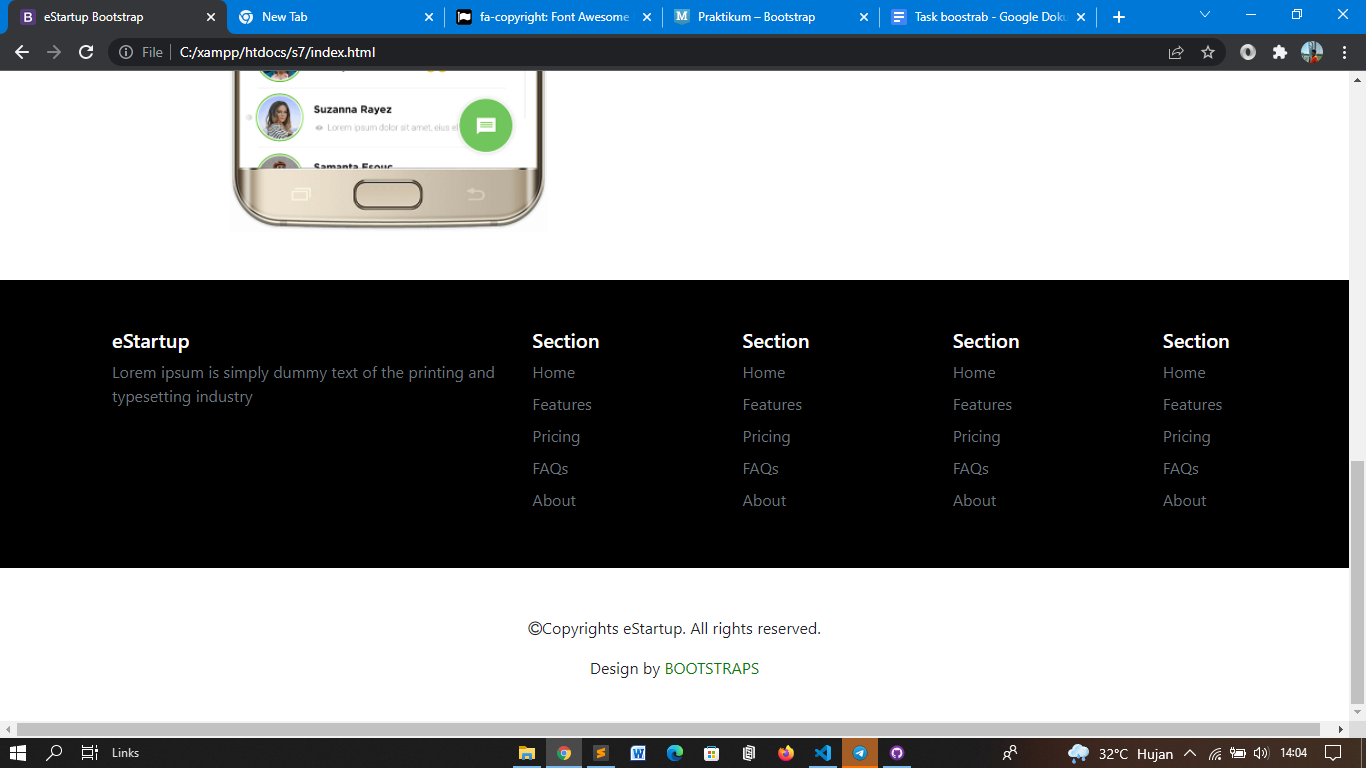 eStartup Bootstrap
New Tab
fa-copyright: Font Awesome
Praktikum – Bootstrap
Task boostrab - Google Doku
File
C:/xampp/htdocs/s7/index.html
Suzanna Rayez
Lorem ipsum dolor sit amet, eius el
Samanta Esouc
eStartup
Lorem ipsum is simply dummy text of the printing and
typesetting industry
Section
Home
Features
Pricing
FAQs
About
Section
Home
Features
Pricing
FAQs
About
Section
Home
Features
Pricing
FAQs
About
Section
Home
Features
Pricing
FAQs
About
©Copyrights eStartup. All rights reserved.
Design by BOOTSTRAPS
Links
32°C Hujan
14:04